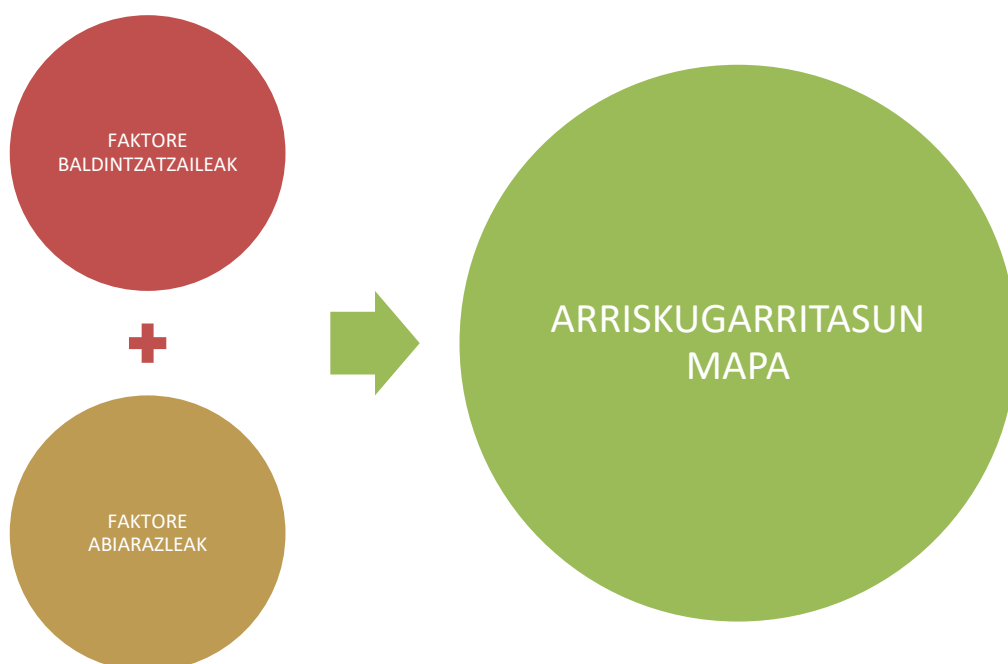 FAKTORE
BALDINTZATZAILEAK
FAKTORE
ABIARAZLEAK
ARRISKUGARRITASUN
MAPA